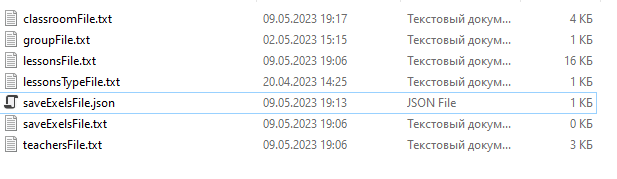 classroomFile.txt 09.05.2023 19:17 Текстовый докум... 4 КБ
groupFile.txt 02.05.2023 15:15 Текстовый докум... 1 КБ
lessonsFile.txt 09.05.2023 19:06 Текстовый докум... 16 КБ
lessonsTypeFile.txt 20.04.2023 14:25 Текстовый докум... 1 КБ
saveExelsFile.json 09.05.2023 19:13 JSON File 1 КБ
saveExelsFile.txt 09.05.2023 19:06 Текстовый докум... 0 КБ
teachersFile.txt 09.05.2023 19:06 Текстовый докум... 3 КБ